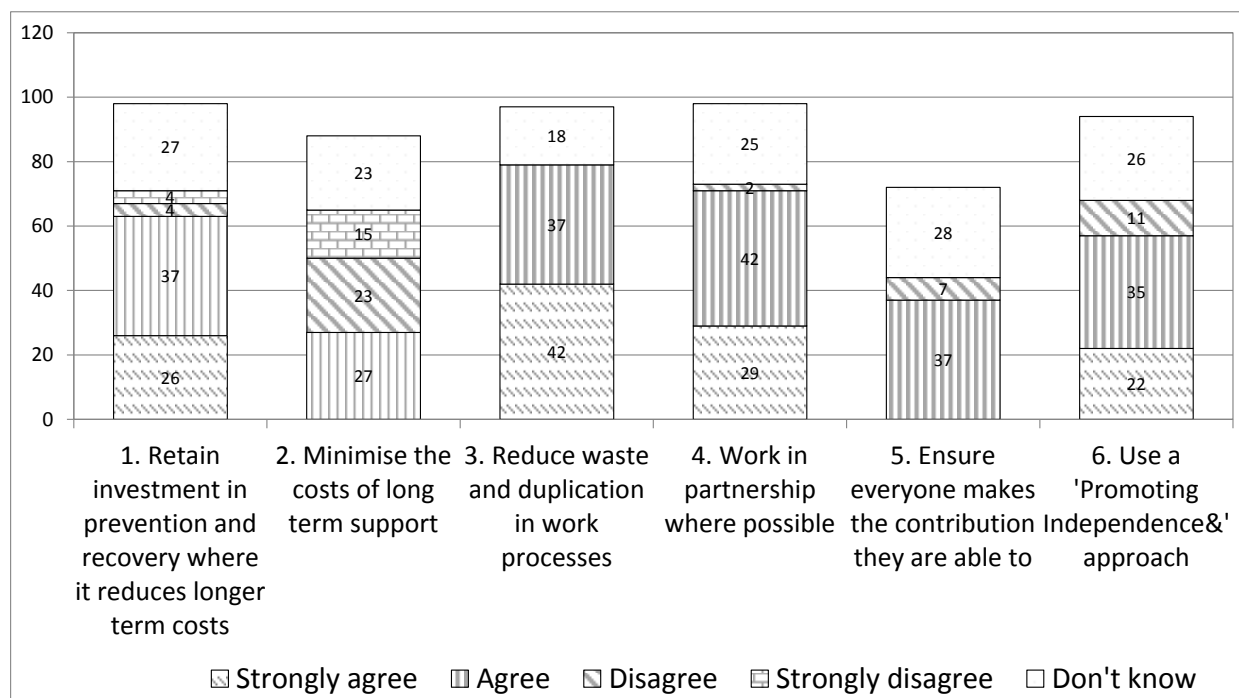 120
100
80
60
40
20
0
27
4
4
37
26
23
15
23
27
18
37
42
25
2
42
29
28
7
37
26
11
35
22
1. Retain
investment in
prevention and
recovery where
it reduces longer
term costs
2. Minimise the
costs of long
term support
3. Reduce waste
and duplication
in work
processes
4. Work in
partnership
where possible
5. Ensure
everyone makes
the contribution
they are able to
6. Use a
'Promoting
Independence&'
approach
Strongly agree
Agree
Disagree
Strongly disagree
Don't know